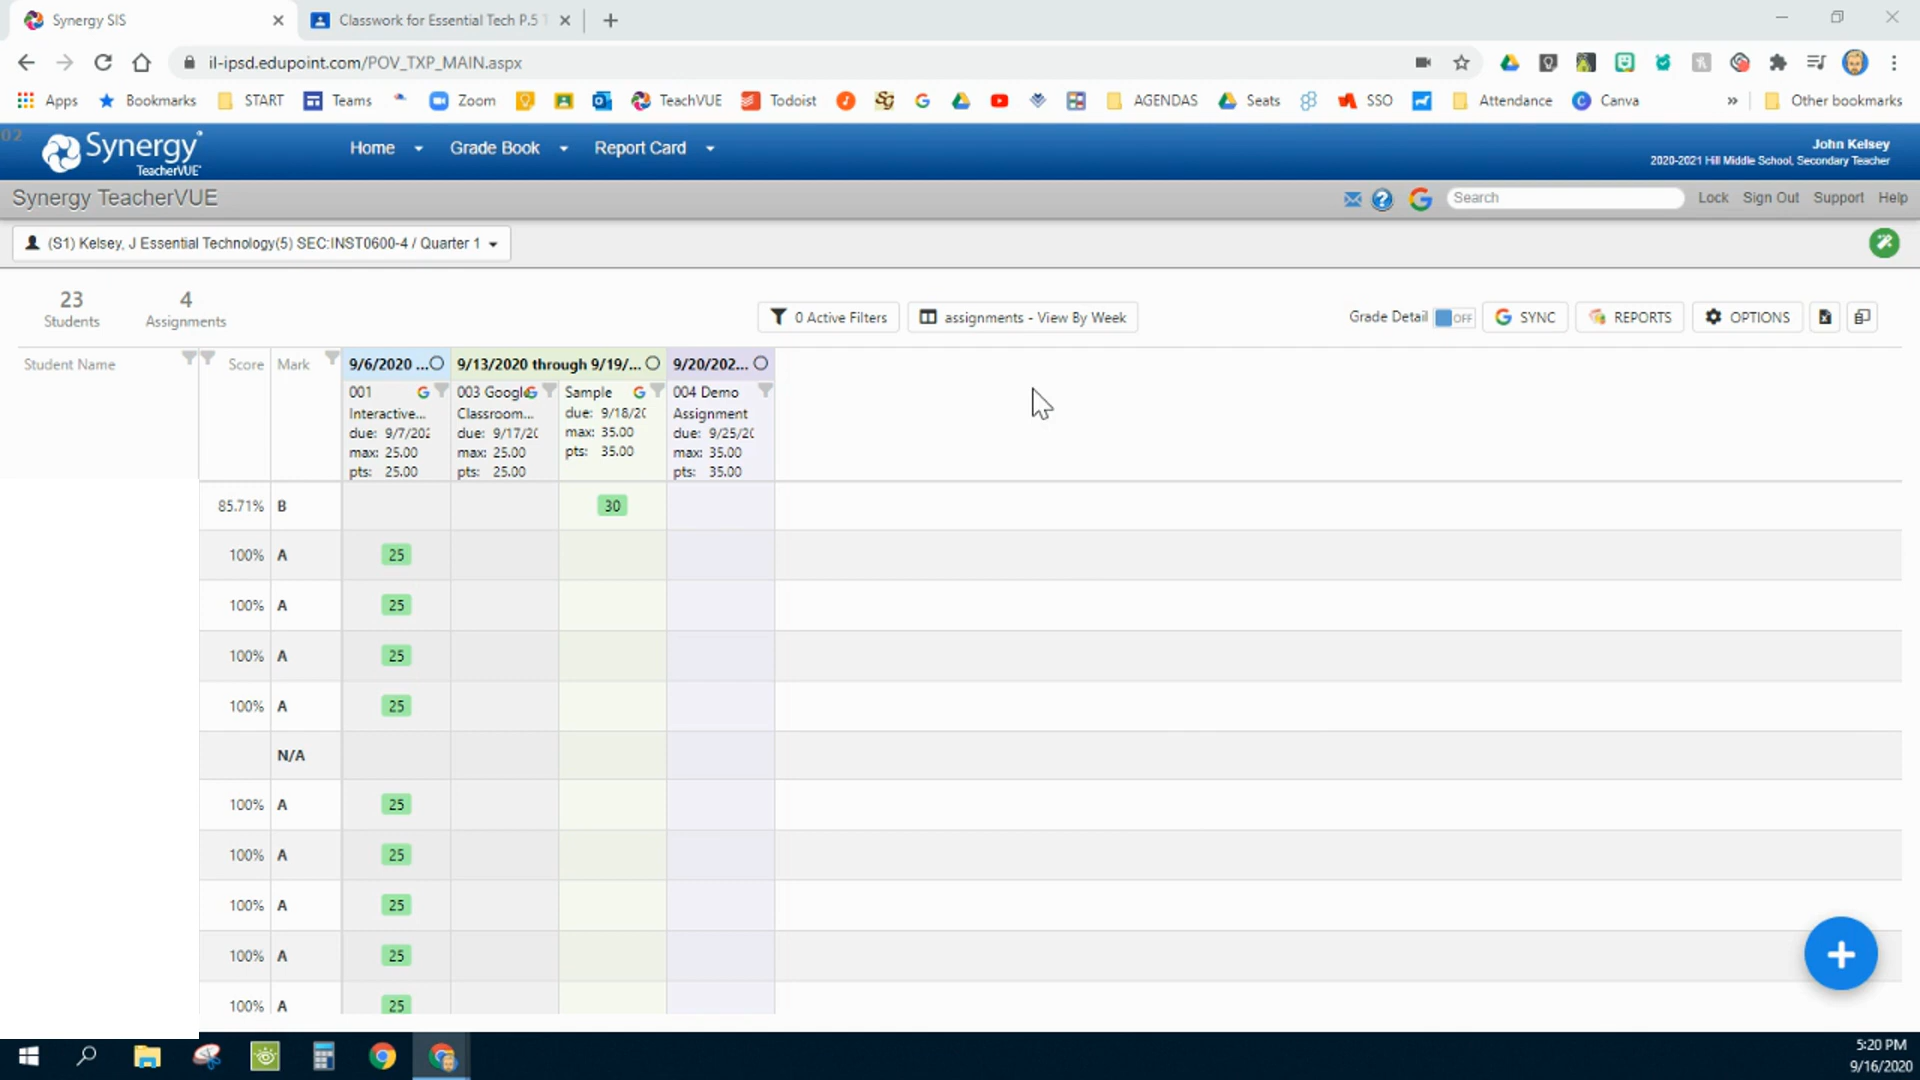 Synergy SIS
Classwork for Essential Tech P.5
il-ipsd.edupoint.com/POV_TXP_MAIN.aspx
Apps Bookmarks START Teams Zoom TeachVUE Todoist AGENDAS Seats SSO Attendance Canva » Other bookmarks
02
Synergy
TeacherVUE
Home Grade Book Report Card
John Kelsey
2020-2021 Hill Middle School, Secondary Teacher
Synergy TeacherVUE
Search Lock Sign Out Support Help
(S1) Kelsey, J Essential Technology(5) SEC:INST0600-4 / Quarter 1
23
Students
4
Assignments
0 Active Filters
assignments - View By Week
Grade Detail OFF
SYNC
REPORTS
OPTIONS
Student Name Score Mark
9/6/2020 ... 9/13/2020 through 9/19/... 9/20/202...
001
Interactive...
due: 9/7/202
max: 25.00
pts: 25.00
003 Google
Classroom...
due: 9/17/20
max: 25.00
pts: 25.00
Sample
due: 9/18/20
max: 35.00
pts: 35.00
004 Demo
Assignment
due: 9/25/20
max: 35.00
pts: 35.00
85.71% B 30
100% A 25
100% A 25
100% A 25
100% A 25
N/A
100% A 25
100% A 25
100% A 25
100% A 25
100% A 25
5:20 PM
9/16/2020